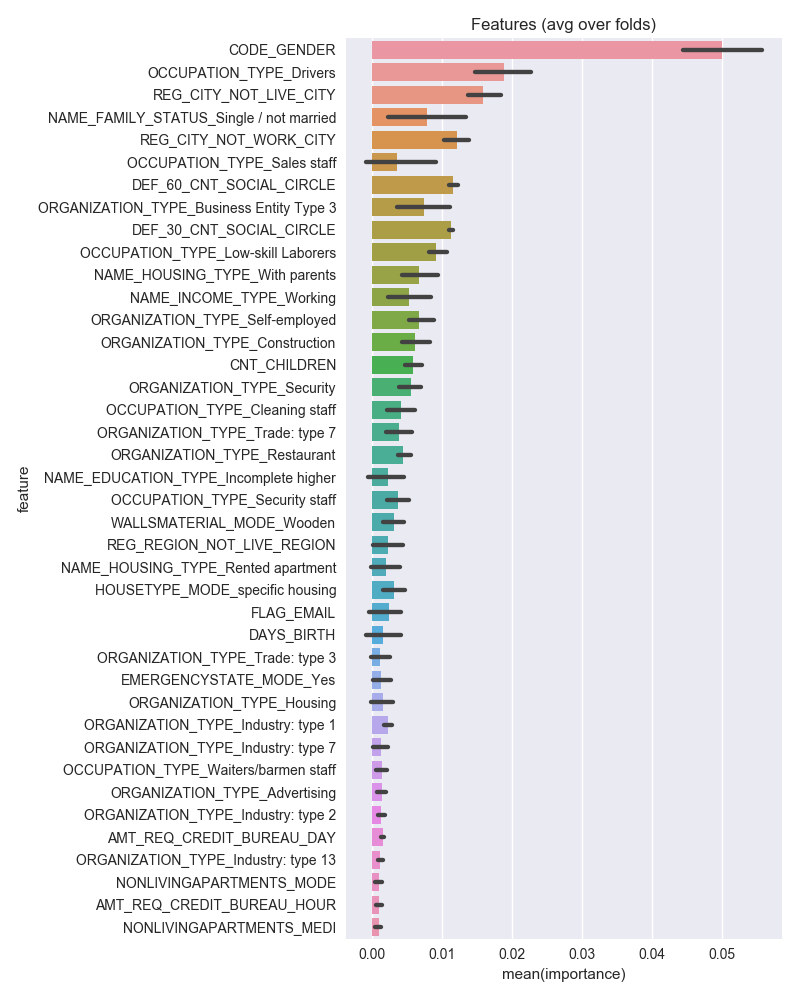 Features (avg over folds)
CODE_GENDER
OCCUPATION_TYPE_Drivers
REG_CITY_NOT_LIVE_CITY
NAME_FAMILY_STATUS_Single / not married
REG_CITY_NOT_WORK_CITY
OCCUPATION_TYPE_Sales staff
DEF_60_CNT_SOCIAL_CIRCLE
ORGANIZATION_TYPE_Business Entity Type 3
DEF_30_CNT_SOCIAL_CIRCLE
OCCUPATION_TYPE_Low-skill Laborers
NAME_HOUSING_TYPE_With parents
NAME_INCOME_TYPE_Working
ORGANIZATION_TYPE_Self-employed
ORGANIZATION_TYPE_Construction
CNT_CHILDREN
ORGANIZATION_TYPE_Security
OCCUPATION_TYPE_Cleaning staff
ORGANIZATION_TYPE_Trade: type 7
ORGANIZATION_TYPE_Restaurant
NAME_EDUCATION_TYPE_Incomplete higher
OCCUPATION_TYPE_Security staff
WALLSMATERIAL_MODE_Wooden
REG_REGION_NOT_LIVE_REGION
NAME_HOUSING_TYPE_Rented apartment
HOUSETYPE_MODE_specific housing
FLAG_EMAIL
DAYS_BIRTH
ORGANIZATION_TYPE_Trade: type 3
EMERGENCYSTATE_MODE_Yes
ORGANIZATION_TYPE_Housing
ORGANIZATION_TYPE_Industry: type 1
ORGANIZATION_TYPE_Industry: type 7
OCCUPATION_TYPE_Waiters/barmen staff
ORGANIZATION_TYPE_Advertising
ORGANIZATION_TYPE_Industry: type 2
AMT_REQ_CREDIT_BUREAU_DAY
ORGANIZATION_TYPE_Industry: type 13
NONLIVINGAPARTMENTS_MODE
AMT_REQ_CREDIT_BUREAU_HOUR
NONLIVINGAPARTMENTS_MEDI
feature
0.00 0.01 0.02 0.03 0.04 0.05
mean(importance)